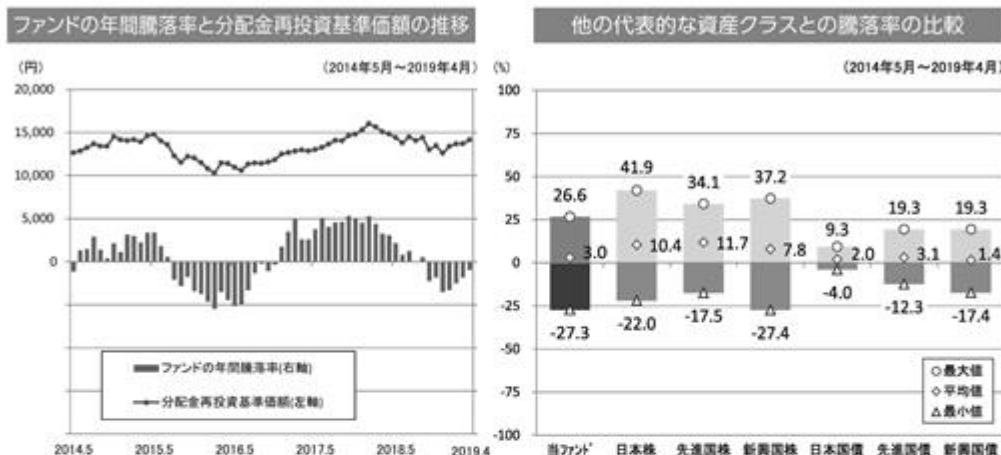 ファンドの年間騰落率と分配金再投資基準価額の推移
(円)
(2014年5月～2019年4月)
20,000
15,000
10,000
5,000
0
ファンドの年間騰落率(右軸)
分配金再投資基準価額(左軸)
2014.5 2015.5 2016.5 2017.5 2018.5 2019.4
他の代表的な資産クラスとの騰落率の比較
(%)
(2014年5月～2019年4月)
100
75
50
25
0
-25
-50
-75
-100
26.6 41.9 34.1 37.2 9.3 19.3 19.3
3.0 10.4 11.7 7.8 2.0 3.1 1.4
-27.3 -22.0 -17.5 -27.4 -4.0 -12.3 -17.4
最大値
平均値
最小値
当ファンド 日本株 先進国株 新興国株 日本国債 先進国債 新興国債